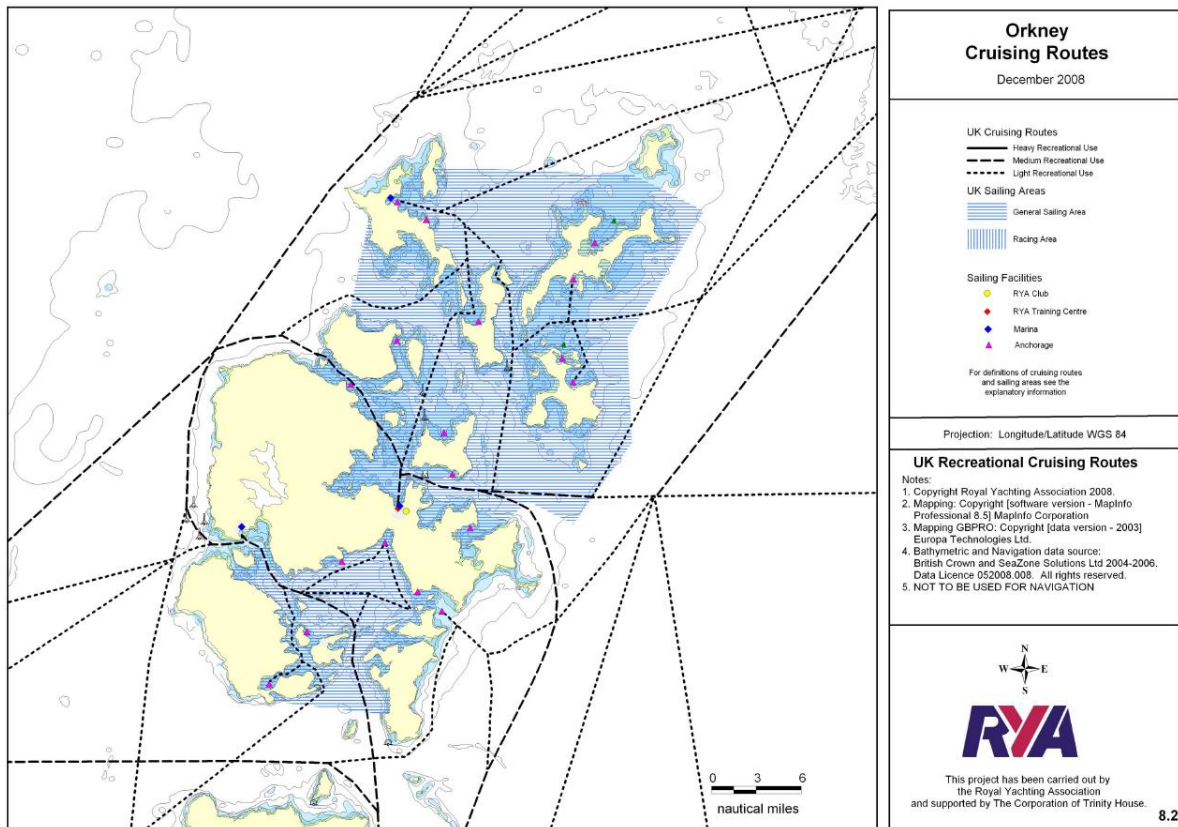 Orkney
Cruising Routes
December 2008
UK Cruising Routes
Heavy Recreational Use
Medium Recreational Use
Light Recreational Use
UK Sailing Areas
General Sailing Area
Racing Area
Sailing Facilities
RYA Club
RYA Training Centre
Marina
Anchorage
For definitions of cruising routes
and sailing areas see the
explanatory information
Projection: Longitude/Latitude WGS 84
UK Recreational Cruising Routes
Notes:
1. Copyright Royal Yachting Association 2008.
2. Mapping: Copyright [software version - MapInfo
Professional 8.5] MapInfo Corporation
3. Mapping GBPRO: Copyright [data version - 2003]
Europa Technologies Ltd.
4. Bathymetric and Navigation data source:
British Crown and SeaZone Solutions Ltd 2004-2006.
Data Licence 052008.008. All rights reserved.
5. NOT TO BE USED FOR NAVIGATION
N
W E
S
RYA
This project has been carried out by
the Royal Yachting Association
and supported by The Corporation of Trinity House.
8.2
0 3 6
nautical miles